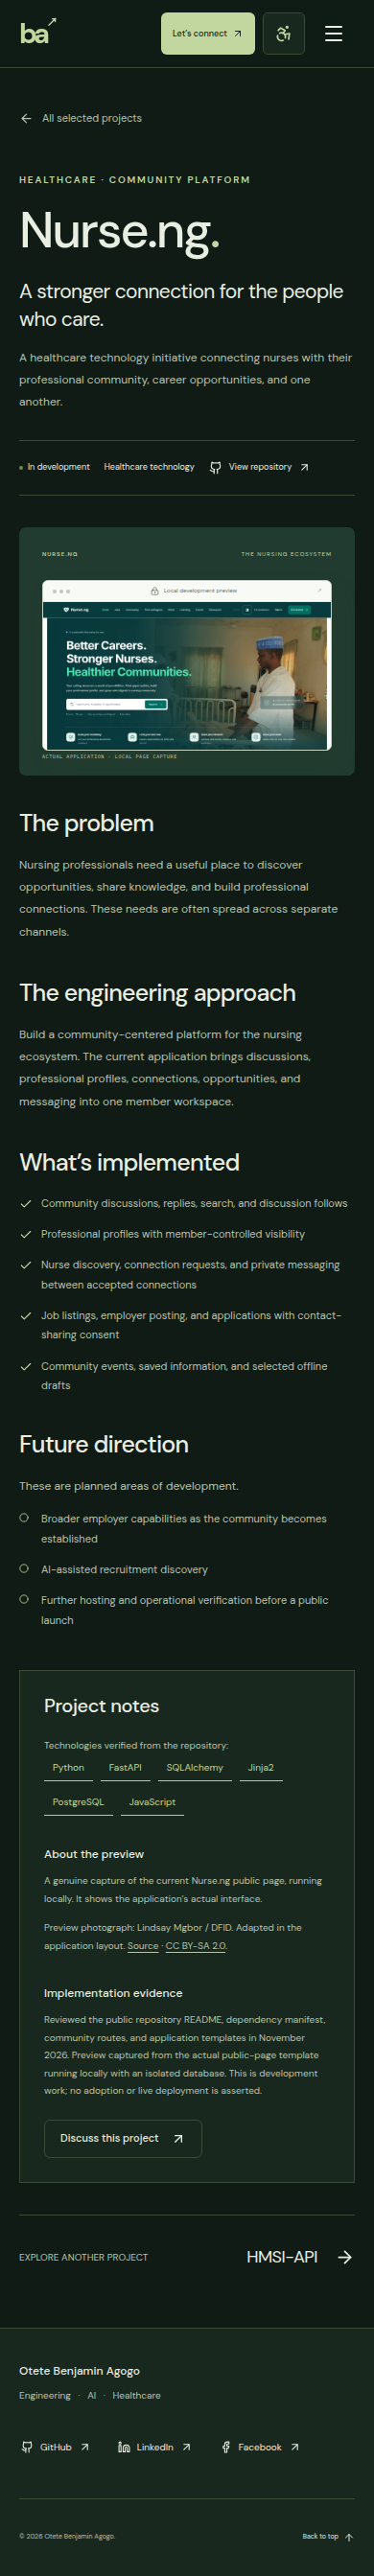 ba
Let's connect
All selected projects
HEALTHCARE · COMMUNITY PLATFORM
Nurse.ng.
A stronger connection for the people
who care.
A healthcare technology initiative connecting nurses with their
professional community, career opportunities, and one
another.
In development Healthcare technology View repository
NURSE.NG THE NURSING ECOSYSTEM
Local development preview
Nurse.ng
Better Careers.
Stronger Nurses.
Healthier Communities.
ACTUAL APPLICATION · LOCAL PAGE CAPTURE
The problem
Nursing professionals need a useful place to discover
opportunities, share knowledge, and build professional
connections. These needs are often spread across separate
channels.
The engineering approach
Build a community-centered platform for the nursing
ecosystem. The current application brings discussions,
professional profiles, connections, opportunities, and
messaging into one member workspace.
What's implemented
Community discussions, replies, search, and discussion follows
Professional profiles with member-controlled visibility
Nurse discovery, connection requests, and private messaging
between accepted connections
Job listings, employer posting, and applications with contact-
sharing consent
Community events, saved information, and selected offline
drafts
Future direction
These are planned areas of development.
Broader employer capabilities as the community becomes
established
AI-assisted recruitment discovery
Further hosting and operational verification before a public
launch
Project notes
Technologies verified from the repository:
Python FastAPI SQLAlchemy Jinja2
PostgreSQL JavaScript
About the preview
A genuine capture of the current Nurse.ng public page, running
locally. It shows the application's actual interface.
Preview photograph: Lindsay Mgbor / DFID. Adapted in the
application layout. Source · CC BY-SA 2.0.
Implementation evidence
Reviewed the public repository README, dependency manifest,
community routes, and application templates in November
2026. Preview captured from the actual public-page template
running locally with an isolated database. This is development
work; no adoption or live deployment is asserted.
Discuss this project
EXPLORE ANOTHER PROJECT HMSI-API
Otete Benjamin Agogo
Engineering · AI · Healthcare
GitHub LinkedIn Facebook
© 2026 Otete Benjamin Agogo. Back to top